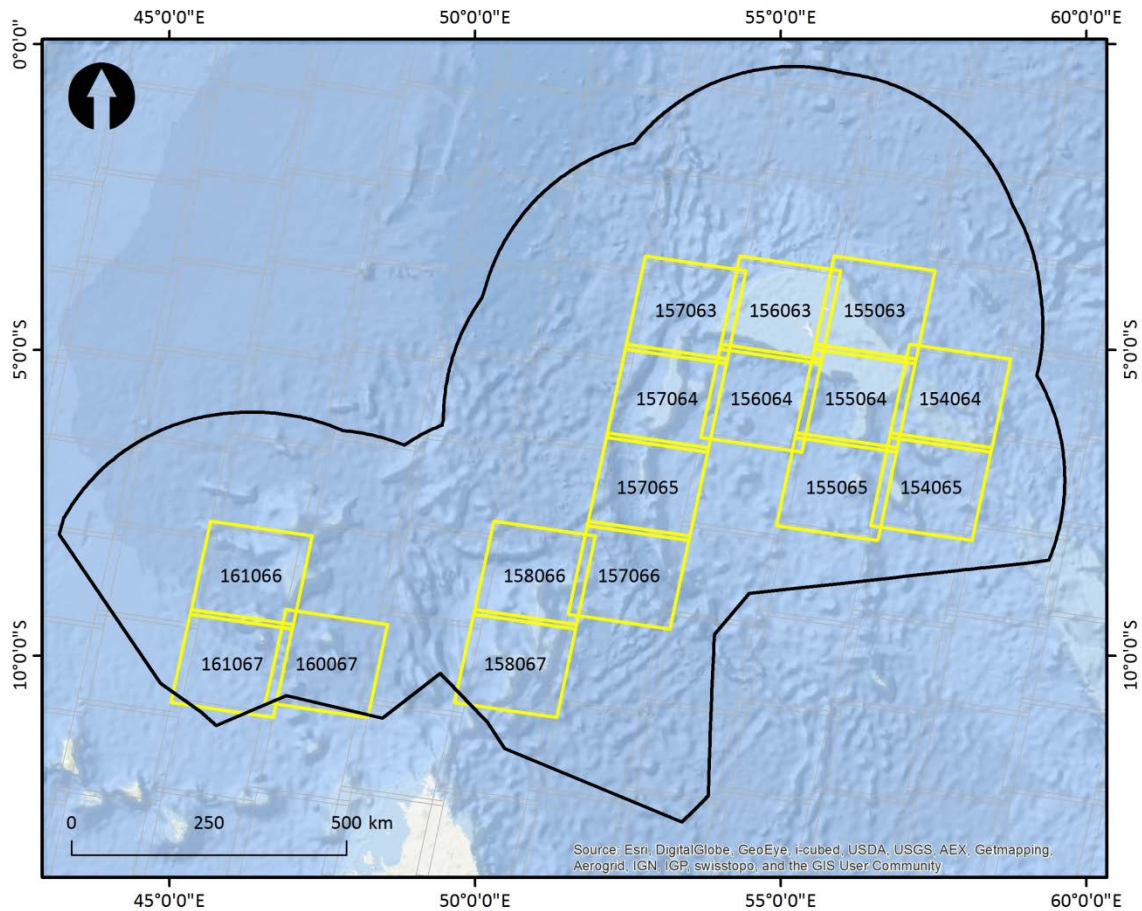 45°0'0"E 50°0'0"E 55°0'0"E 60°0'0"E
0°0'0"
0°0'0"
157063 156063 155063
5°0'0"S
5°0'0"S
157064 156064 155064 154064
157065 155065 154065
161066 158066 157066
10°0'0"S
10°0'0"S
161067 160067 158067
0 250 500 km
Source: Esri, DigitalGlobe, GeoEye, i-cubed, USDA, USGS, AEX, Getmapping,
Aerogrid, IGN, IGP, swisstopo, and the GIS User Community
45°0'0"E 50°0'0"E 55°0'0"E 60°0'0"E